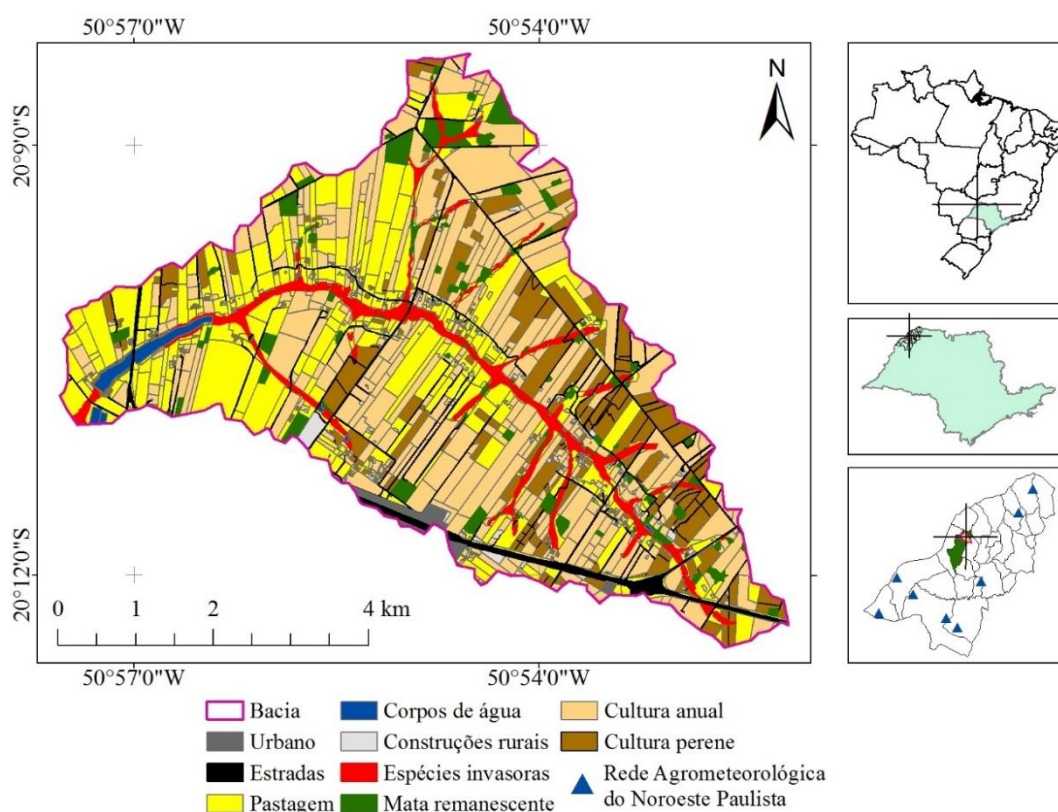 50°57'0"W 50°54'0"W
N
20°9'0"S
20°12'0"S
0 1 2 4 km
50°57'0"W 50°54'0"W
Bacia
Urbano
Estradas
Pastagem
Corpos de água
Construções rurais
Espécies invasoras
Mata remanescente
Cultura anual
Cultura perene
Rede Agrometeorológica
do Noroeste Paulista